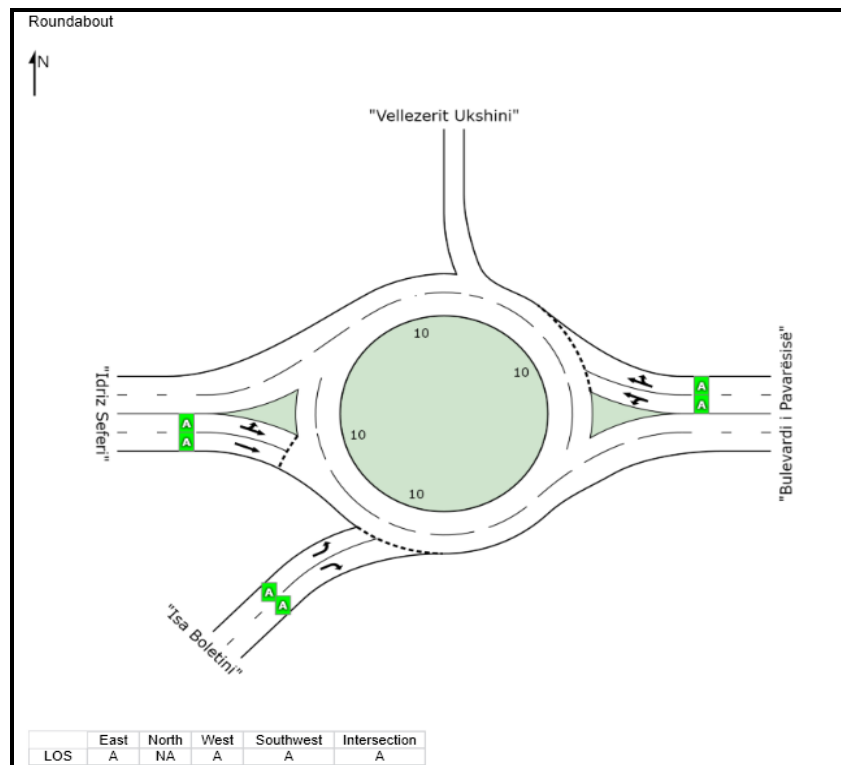 Roundabout
N
"Vellezerit Ukshini"
10
10
10
10
"Idriz Seferi"
A
A
A
A
"Bulevardi i Pavarësisë"
A
A
"Isa Boletini"
East North West Southwest Intersection
LOS A NA A A A